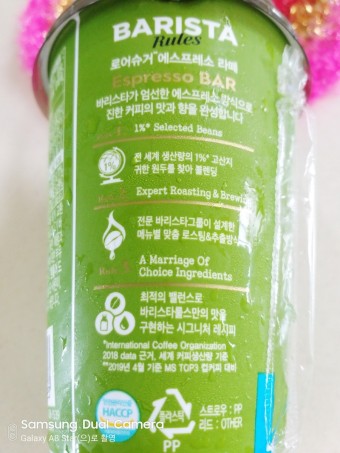 BARISTA
Rules
로어슈거 에스프레소 라떼
Espresso BAR
바리스타가 엄선한 에스프레소 방식으로
진한 커피의 맛과 향을 완성합니다
1%* Selected Beans
전 세계 생산량의 1%* 고산지
귀한 원두를 찾아 블렌딩
Expert Roasting & Brewing
전문 바리스타그룹이 설계한
메뉴별 맞춤 로스팅&추출방식
A Marriage Of
Choice Ingredients
최적의 밸런스로
바리스타룰스만의 맛을
구현하는 시그니처 레시피
*International Coffee Organization
2018 data 근거, 세계 커피생산량 기준
**2019년 4월 기준 MS TOP3 컵커피 대비
HACCP
플라스틱
PP
스트로우 : PP
리드 : OTHER
Samsung Dual Camera
Galaxy A8 Star(으)로 촬영